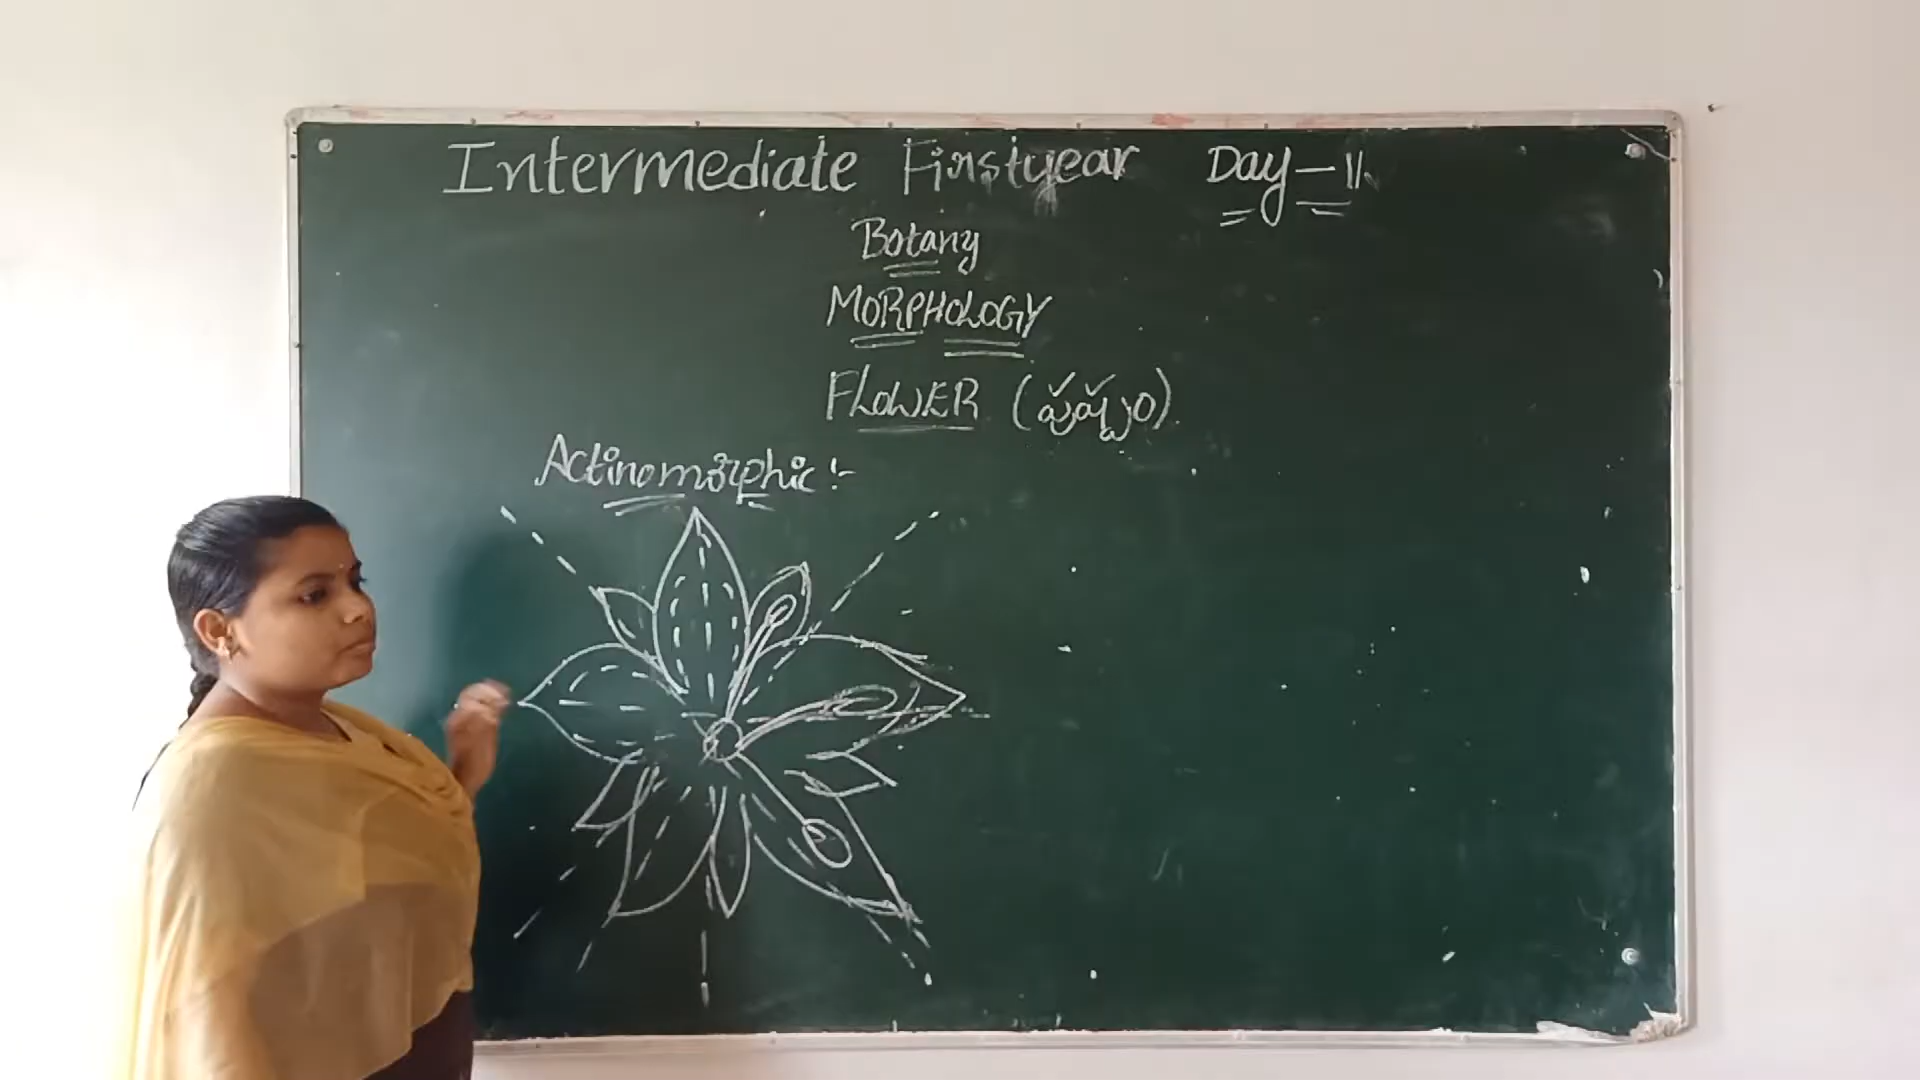 Intermediate Firstyear Day-11.
Botany
MORPHOLOGY
FLOWER (పుష్పం).
Actinomorphic :-